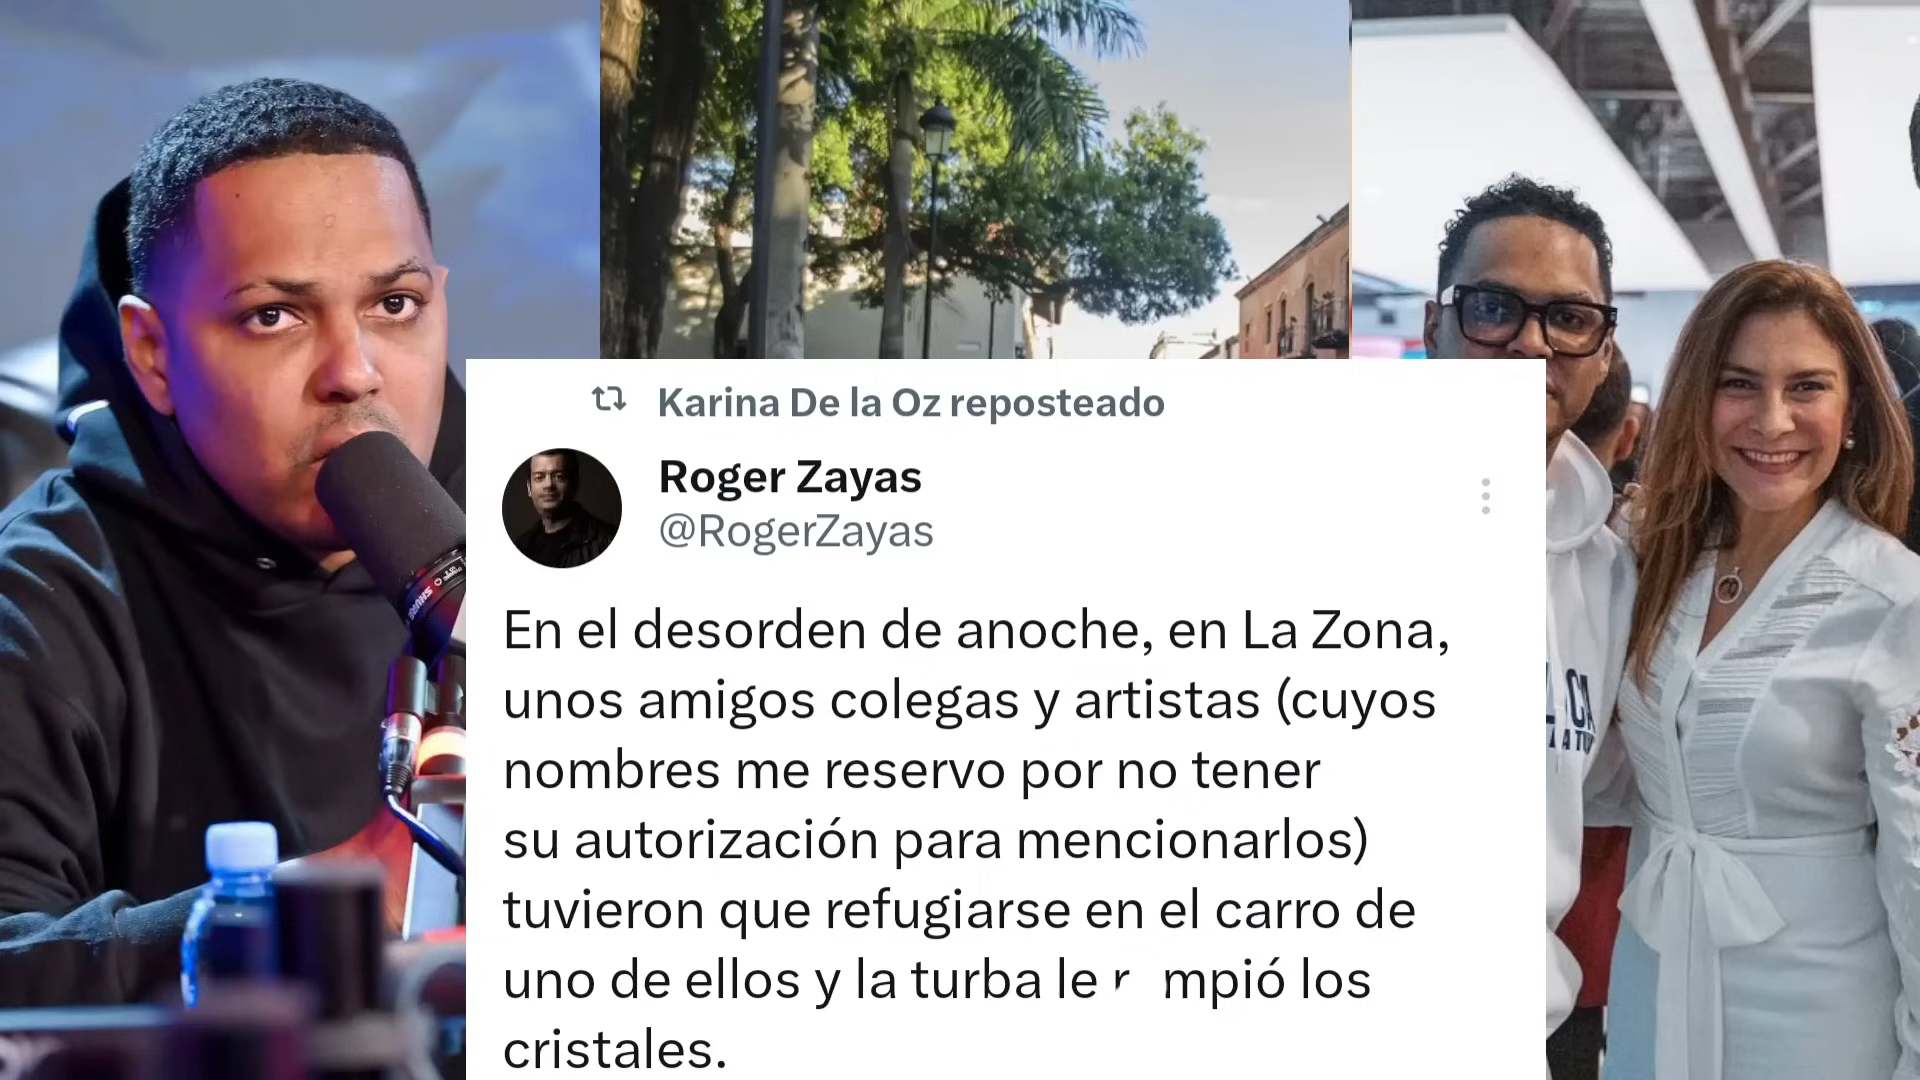 Karina De la Oz reposteado
Roger Zayas
@RogerZayas
En el desorden de anoche, en La Zona,
unos amigos colegas y artistas (cuyos
nombres me reservo por no tener
su autorización para mencionarlos)
tuvieron que refugiarse en el carro de
uno de ellos y la turba le r mpió los
cristales.
SHURE